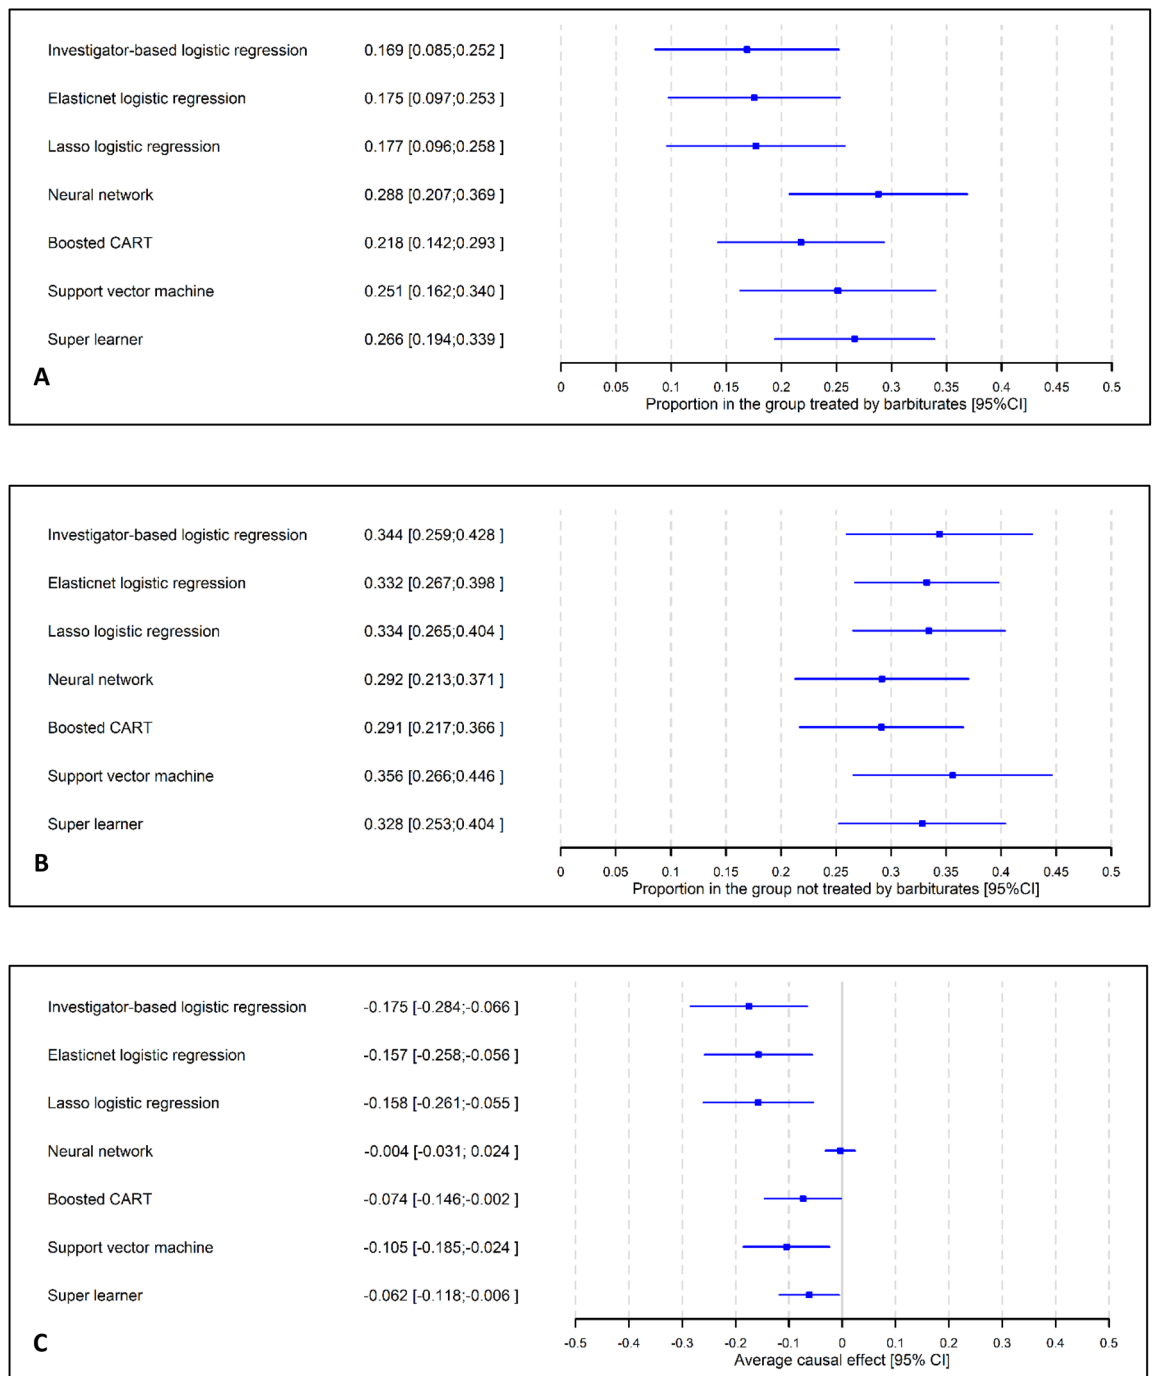 Investigator-based logistic regression 0.169 [0.085;0.252 ]
Elasticnet logistic regression 0.175 [0.097;0.253 ]
Lasso logistic regression 0.177 [0.096;0.258 ]
Neural network 0.288 [0.207;0.369 ]
Boosted CART 0.218 [0.142;0.293 ]
Support vector machine 0.251 [0.162;0.340 ]
Super learner 0.266 [0.194;0.339 ]
A
0 0.05 0.1 0.15 0.2 0.25 0.3 0.35 0.4 0.45 0.5
Proportion in the group treated by barbiturates [95%CI]
Investigator-based logistic regression 0.344 [0.259;0.428 ]
Elasticnet logistic regression 0.332 [0.267;0.398 ]
Lasso logistic regression 0.334 [0.265;0.404 ]
Neural network 0.292 [0.213;0.371 ]
Boosted CART 0.291 [0.217;0.366 ]
Support vector machine 0.356 [0.266;0.446 ]
Super learner 0.328 [0.253;0.404 ]
B
0 0.05 0.1 0.15 0.2 0.25 0.3 0.35 0.4 0.45 0.5
Proportion in the group not treated by barbiturates [95%CI]
Investigator-based logistic regression -0.175 [-0.284;-0.066 ]
Elasticnet logistic regression -0.157 [-0.258;-0.056 ]
Lasso logistic regression -0.158 [-0.261;-0.055 ]
Neural network -0.004 [-0.031; 0.024 ]
Boosted CART -0.074 [-0.146;-0.002 ]
Support vector machine -0.105 [-0.185;-0.024 ]
Super learner -0.062 [-0.118;-0.006 ]
C
-0.5 -0.4 -0.3 -0.2 -0.1 0 0.1 0.2 0.3 0.4 0.5
Average causal effect [95% CI]